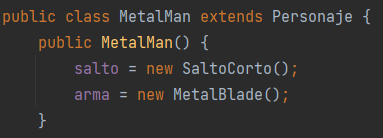 public class MetalMan extends Personaje {
    public MetalMan() {
        salto = new SaltoCorto();
        arma = new MetalBlade();
    }